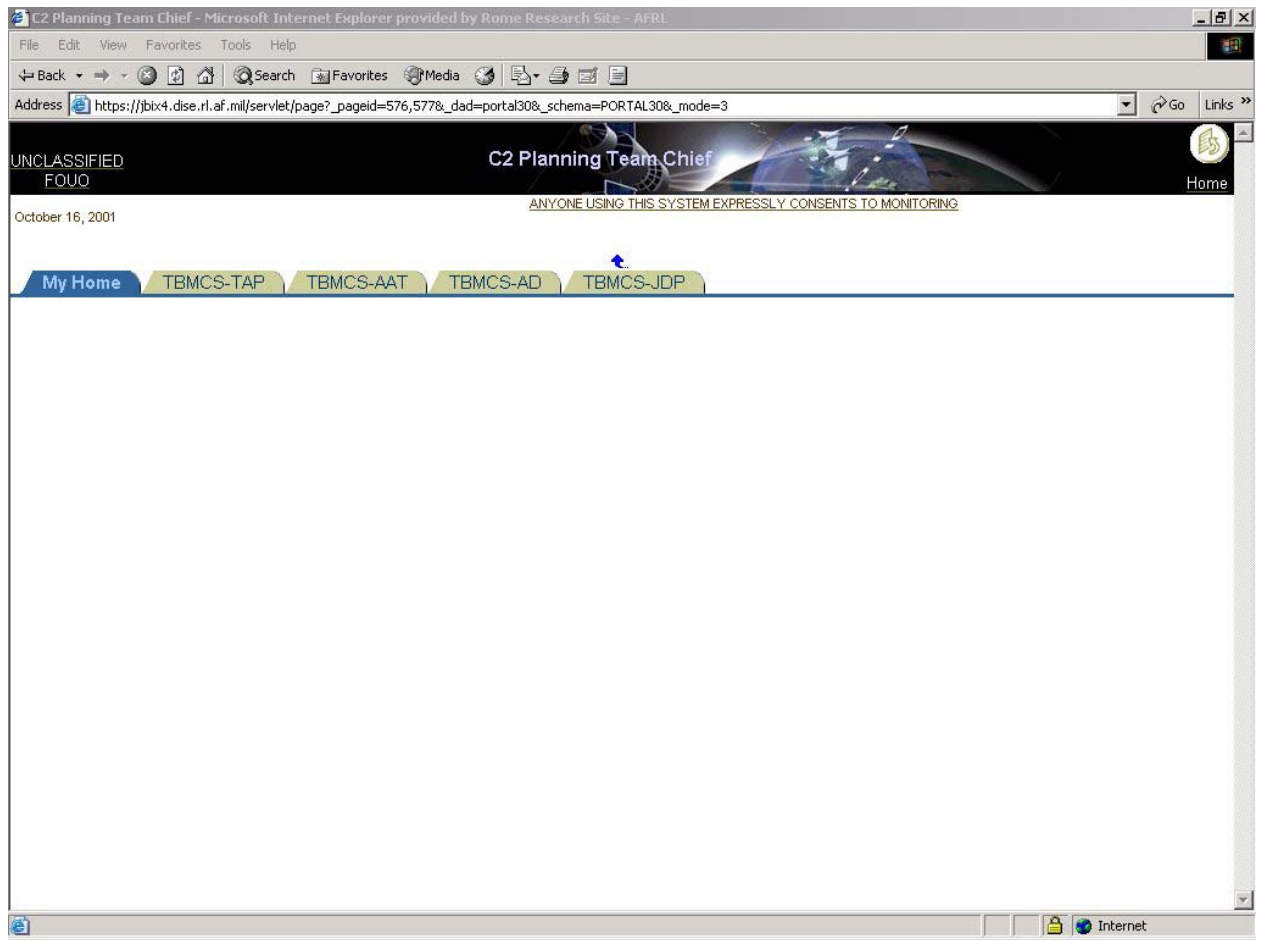 C2 Planning Team Chief - Microsoft Internet Explorer provided by Rome Research Site - AFRL
File Edit View Favorites Tools Help
Back Search Favorites Media
Address https://jbix4.dise.rl.af.mil/servlet/page?_pageid=576,577&_dad=portal30&_schema=PORTAL30&_mode=3 Go Links »
UNCLASSIFIED
FOUO
C2 Planning Team Chief
Home
ANYONE USING THIS SYSTEM EXPRESSLY CONSENTS TO MONITORING
October 16, 2001
My Home TBMCS-TAP TBMCS-AAT TBMCS-AD TBMCS-JDP
Internet